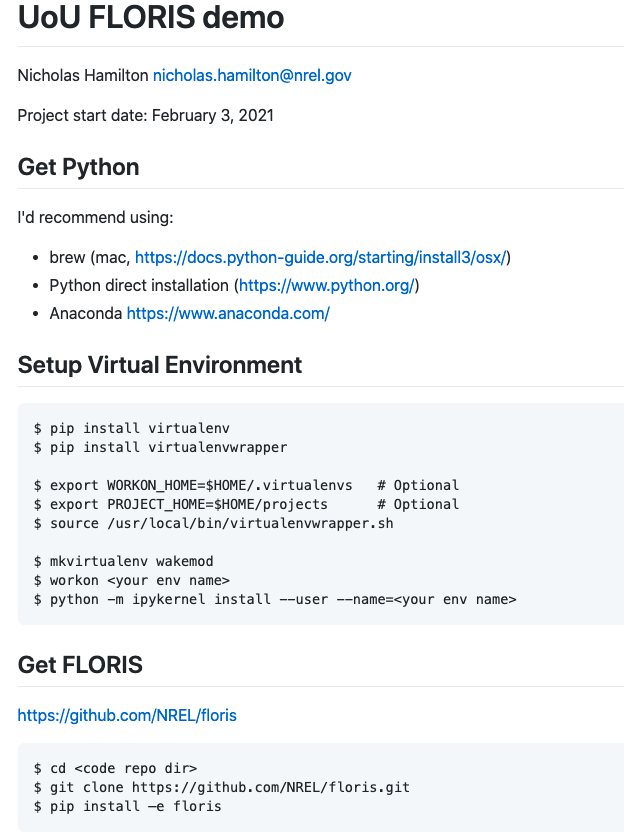 UoU FLORIS demo
Nicholas Hamilton nicholas.hamilton@nrel.gov
Project start date: February 3, 2021
Get Python
I'd recommend using:
• brew (mac, https://docs.python-guide.org/starting/install3/osx/)
• Python direct installation (https://www.python.org/)
• Anaconda https://www.anaconda.com/
Setup Virtual Environment
$ pip install virtualenv
$ pip install virtualenvwrapper
$ export WORKON_HOME=$HOME/.virtualenvs   # Optional
$ export PROJECT_HOME=$HOME/projects      # Optional
$ source /usr/local/bin/virtualenvwrapper.sh
$ mkvirtualenv wakemod
$ workon <your env name>
$ python -m ipykernel install --user --name=<your env name>
Get FLORIS
https://github.com/NREL/floris
$ cd <code repo dir>
$ git clone https://github.com/NREL/floris.git
$ pip install –e floris